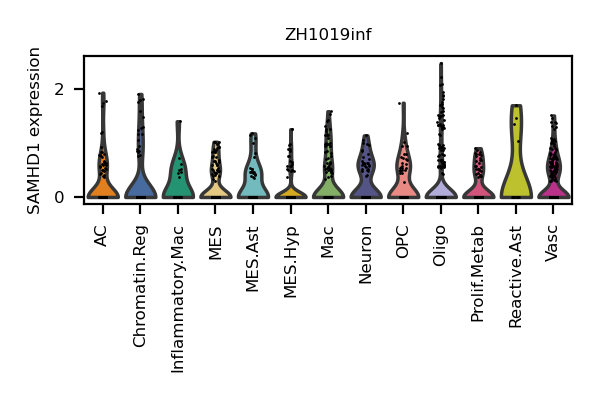 ZH1019inf
SAMHD1 expression
2
0
AC
Chromatin.Reg
Inflammatory.Mac
MES
MES.Ast
MES.Hyp
Mac
Neuron
OPC
Oligo
Prolif.Metab
Reactive.Ast
Vasc